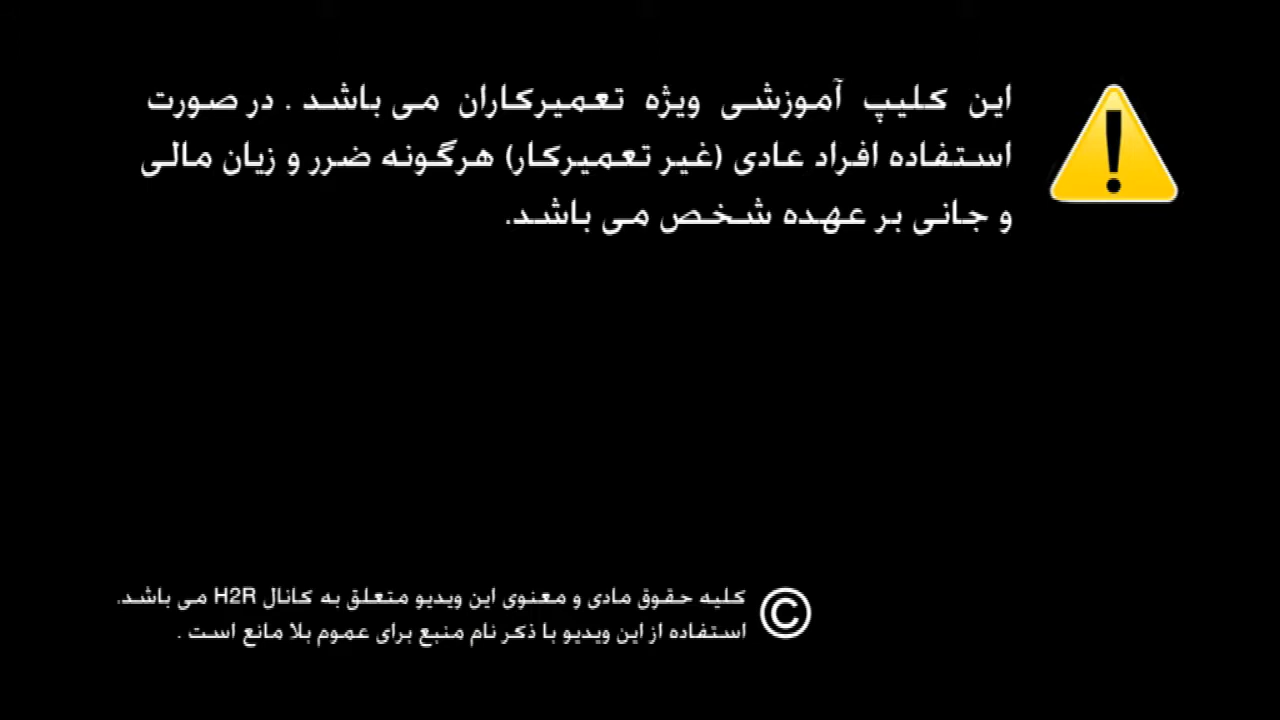 این کلیپ آموزشی ویژه تعمیرکاران می باشد . در صورت
استفاده افراد عادی (غیر تعمیرکار) هرگونه ضرر و زیان مالی
و جانی بر عهده شخص می باشد.
کلیه حقوق مادی و معنوی این ویدیو متعلق به کانال H2R می باشد.
استفاده از این ویدیو با ذکر نام منبع برای عموم بلا مانع است .